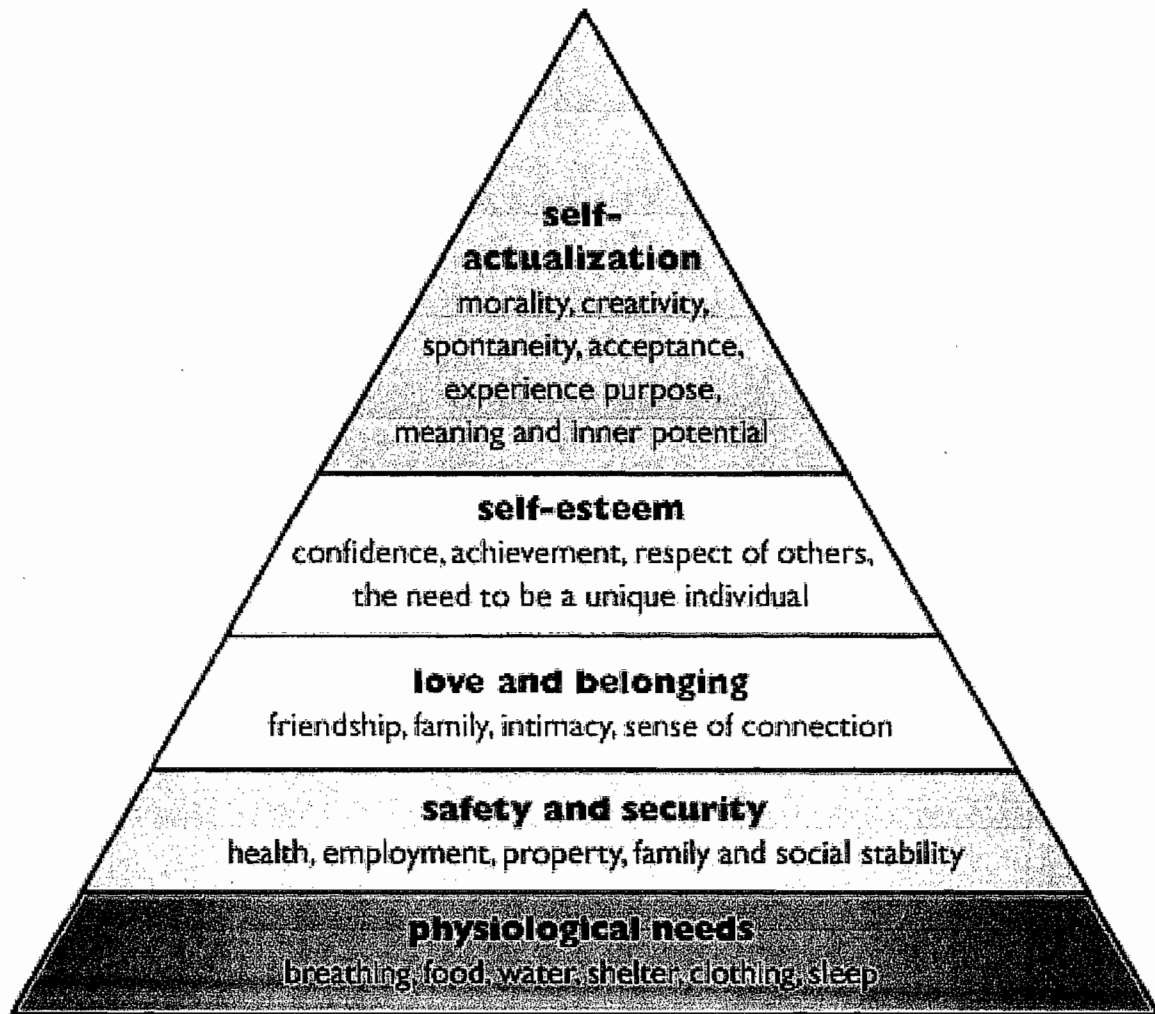 self-
actualization
morality, creativity,
spontaneity, acceptance,
experience purpose,
meaning and inner potential
self-esteem
confidence, achievement, respect of others,
the need to be a unique individual
love and belonging
friendship, family, intimacy, sense of connection
safety and security
health, employment, property, family and social stability
physiological needs
breathing, food, water, shelter, clothing, sleep